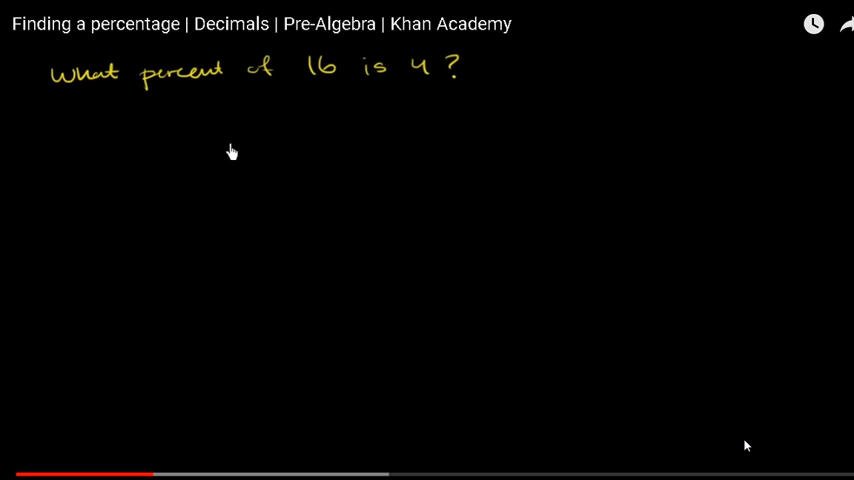 Finding a percentage | Decimals | Pre-Algebra | Khan Academy
What percent of 16 is 4?